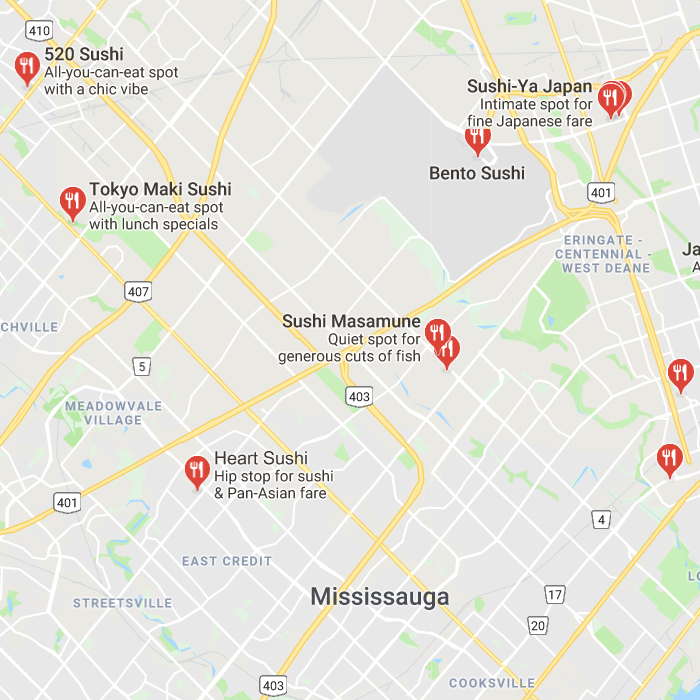 410
520 Sushi
All-you-can-eat spot
with a chic vibe
Sushi-Ya Japan
Intimate spot for
fine Japanese fare
Bento Sushi
Tokyo Maki Sushi
All-you-can-eat spot
with lunch specials
401
ERINGATE -
CENTENNIAL -
WEST DEANE
Ja
A
407
CHVILLE
Sushi Masamune
Quiet spot for
generous cuts of fish
5
403
MEADOWVALE
VILLAGE
Heart Sushi
Hip stop for sushi
& Pan-Asian fare
401
4
EAST CREDIT
STREETSVILLE
Mississauga
17
20
LO
403
COOKSVILLE